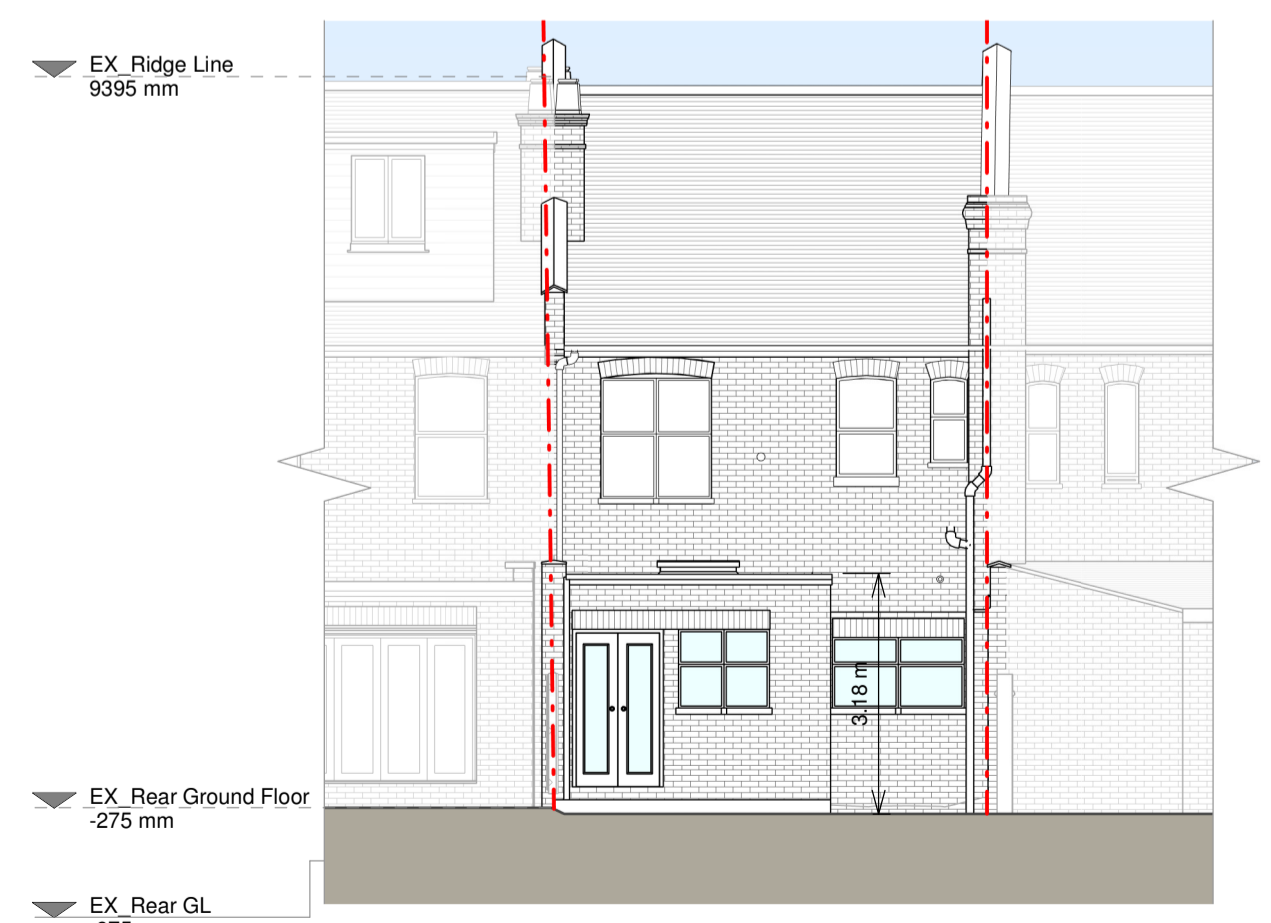 EX_Ridge Line
9395 mm
3.18 m
EX_Rear Ground Floor
-275 mm
EX_Rear GL